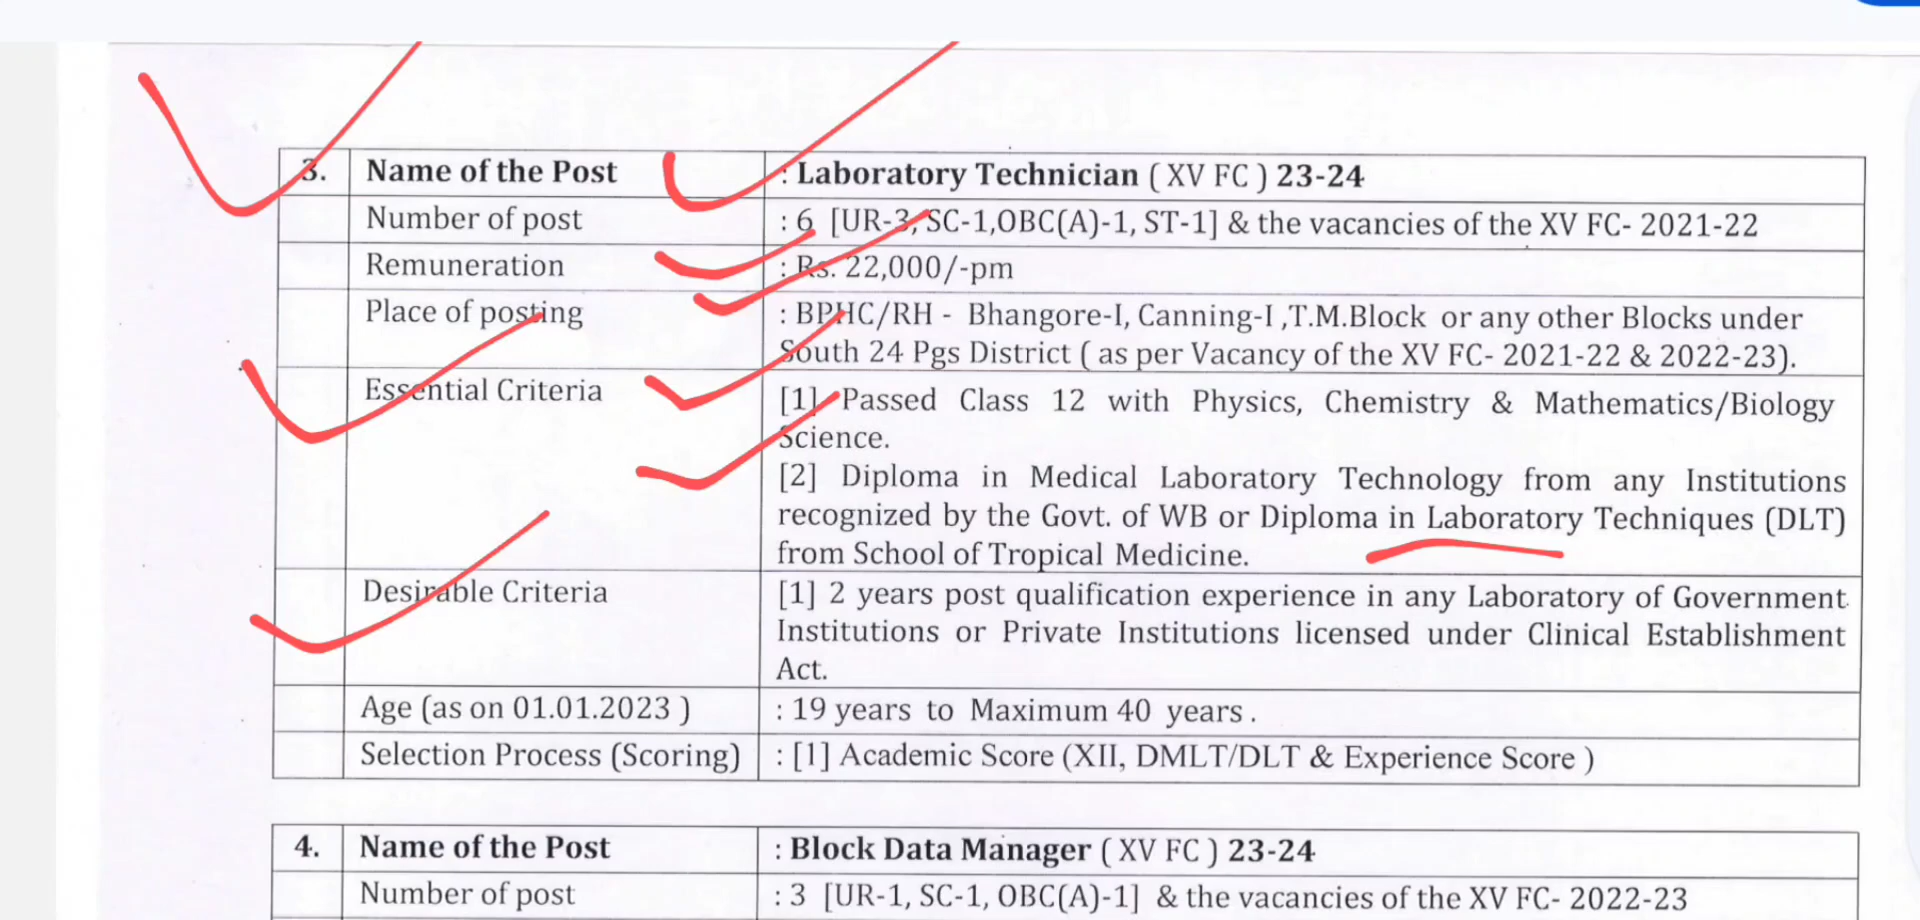 3. Name of the Post : Laboratory Technician ( XV FC ) 23-24
Number of post : 6 [UR-3, SC-1,OBC(A)-1, ST-1] & the vacancies of the XV FC- 2021-22
Remuneration : Rs. 22,000/-pm
Place of posting : BPHC/RH - Bhangore-I, Canning-I ,T.M.Block or any other Blocks under
South 24 Pgs District ( as per Vacancy of the XV FC- 2021-22 & 2022-23).
Essential Criteria [1] Passed Class 12 with Physics, Chemistry & Mathematics/Biology
Science.
[2] Diploma in Medical Laboratory Technology from any Institutions
recognized by the Govt. of WB or Diploma in Laboratory Techniques (DLT)
from School of Tropical Medicine.
Desirable Criteria [1] 2 years post qualification experience in any Laboratory of Government
Institutions or Private Institutions licensed under Clinical Establishment
Act.
Age (as on 01.01.2023 ) : 19 years to Maximum 40 years .
Selection Process (Scoring) : [1] Academic Score (XII, DMLT/DLT & Experience Score )
4. Name of the Post : Block Data Manager ( XV FC ) 23-24
Number of post : 3 [UR-1, SC-1, OBC(A)-1] & the vacancies of the XV FC- 2022-23